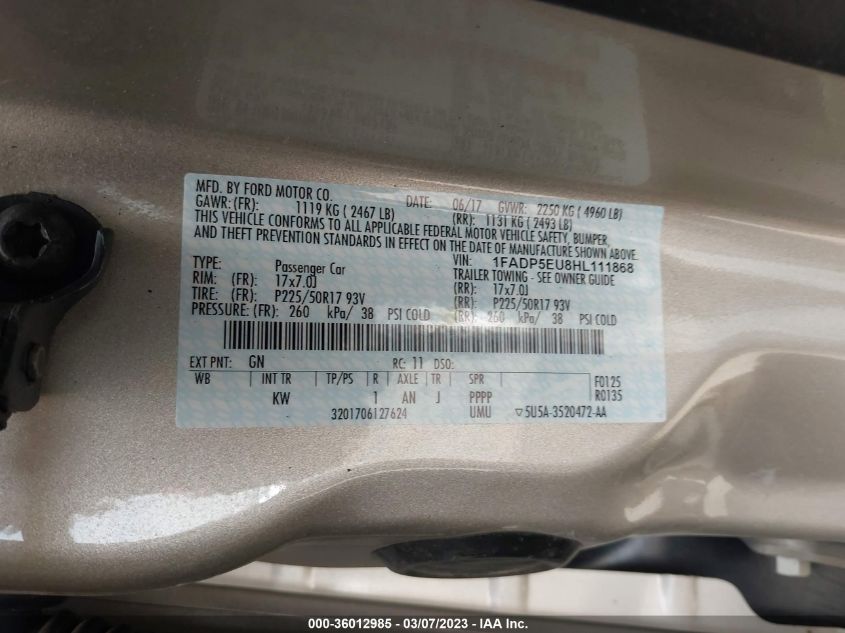 MFD. BY FORD MOTOR CO.
DATE: 06/17 GVWR: 2250 KG ( 4960 LB)
GAWR: (FR): 1119 KG ( 2467 LB) (RR): 1131 KG ( 2493 LB)
THIS VEHICLE CONFORMS TO ALL APPLICABLE FEDERAL MOTOR VEHICLE SAFETY, BUMPER,
AND THEFT PREVENTION STANDARDS IN EFFECT ON THE DATE OF MANUFACTURE SHOWN ABOVE.
VIN: 1FADP5EU8HL111868
TYPE: Passenger Car TRAILER TOWING - SEE OWNER GUIDE
RIM: (FR): 17x7.0J (RR): 17x7.0J
TIRE: (FR): P225/50R17 93V (RR): P225/50R17 93V
PRESSURE: (FR): 260 kPa/ 38 PSI COLD (RR): 260 kPa/ 38 PSI COLD
EXT PNT: GN RC: 11 DSO:
WB INT TR TP/PS R AXLE TR SPR F0125
KW 1 AN J PPPP R0135
3201706127624 UMU ▽5U5A-3520472-AA
000-36012985 - 03/07/2023 - IAA Inc.